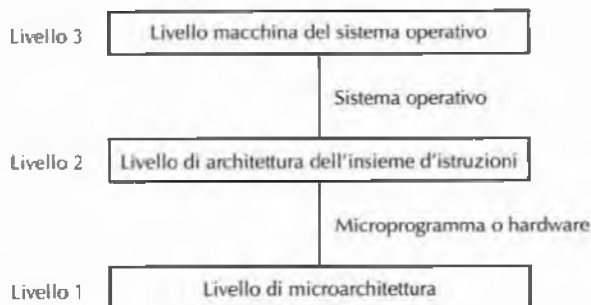 Livello 3
Livello macchina del sistema operativo
Sistema operativo
Livello 2
Livello di architettura dell'insieme d'istruzioni
Microprogramma o hardware
Livello 1
Livello di microarchitettura